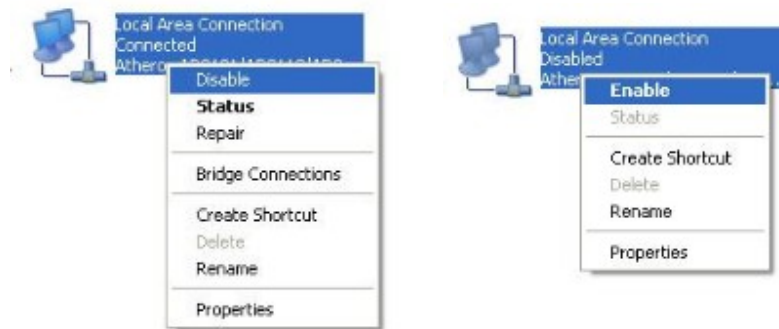 Local Area Connection
Connected
Disable
Status
Repair
Bridge Connections
Create Shortcut
Delete
Rename
Properties
Local Area Connection
Disabled
Enable
Status
Create Shortcut
Delete
Rename
Properties